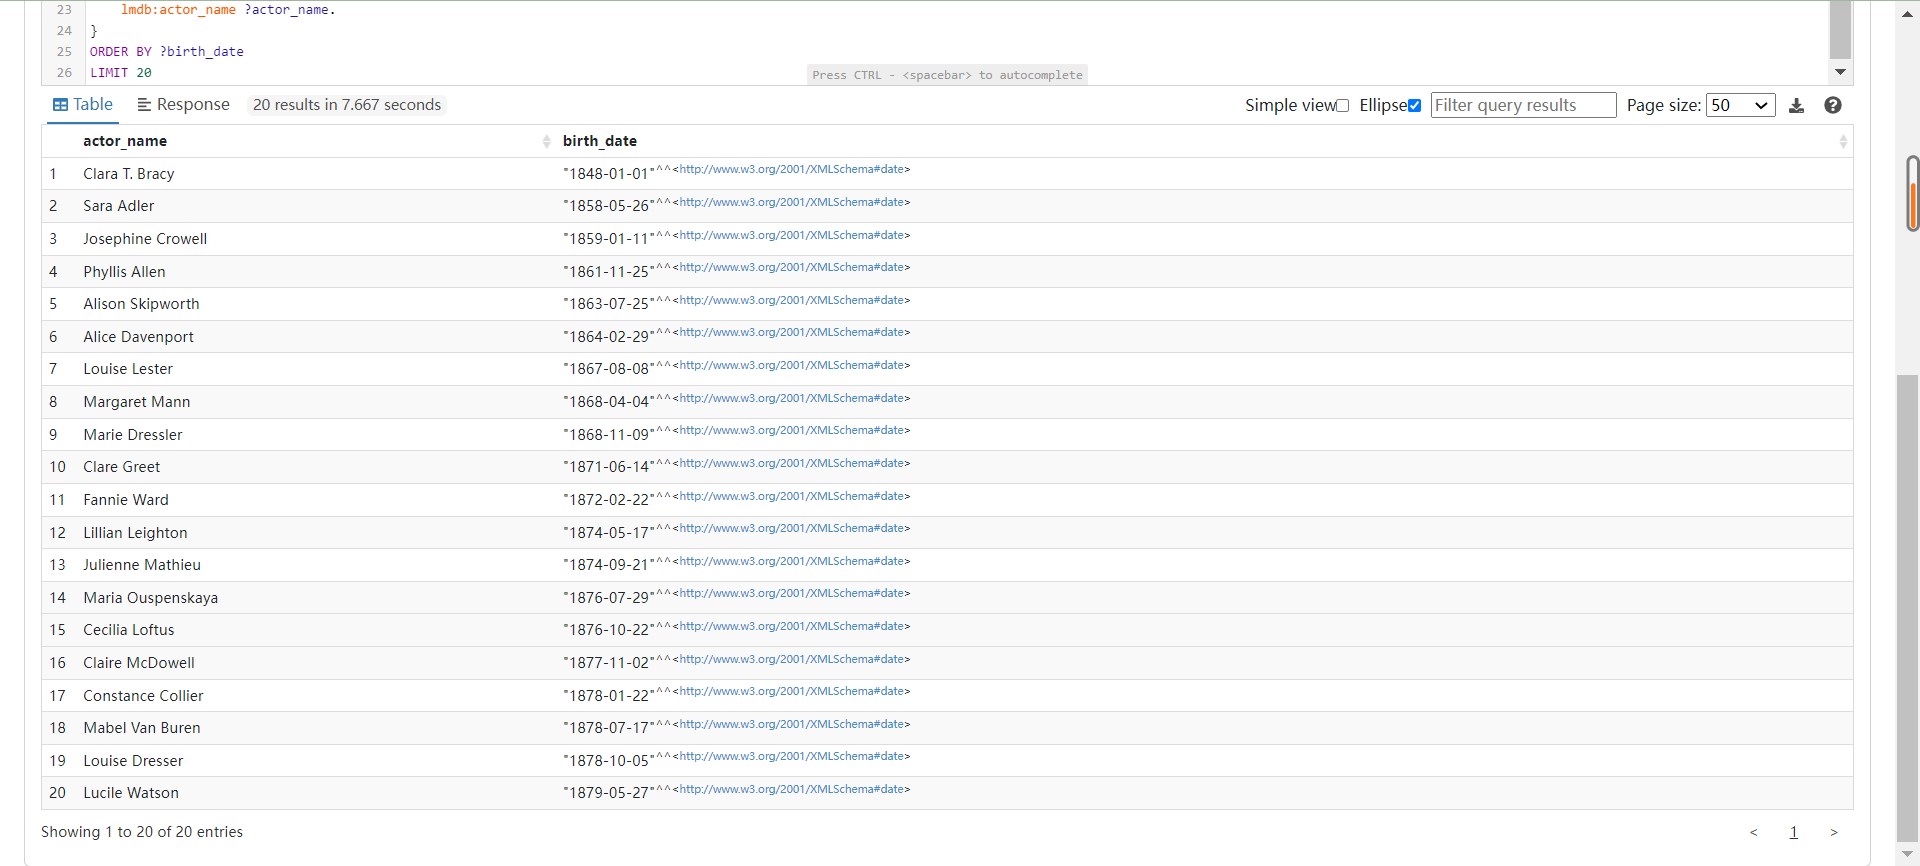 23 lmdb:actor_name ?actor_name.
24 }
25 ORDER BY ?birth_date
26 LIMIT 20
Press CTRL - <spacebar> to autocomplete
Table Response 20 results in 7.667 seconds Simple view Ellipse Filter query results Page size: 50
actor_name birth_date
1 Clara T. Bracy "1848-01-01"^^<http://www.w3.org/2001/XMLSchema#date>
2 Sara Adler "1858-05-26"^^<http://www.w3.org/2001/XMLSchema#date>
3 Josephine Crowell "1859-01-11"^^<http://www.w3.org/2001/XMLSchema#date>
4 Phyllis Allen "1861-11-25"^^<http://www.w3.org/2001/XMLSchema#date>
5 Alison Skipworth "1863-07-25"^^<http://www.w3.org/2001/XMLSchema#date>
6 Alice Davenport "1864-02-29"^^<http://www.w3.org/2001/XMLSchema#date>
7 Louise Lester "1867-08-08"^^<http://www.w3.org/2001/XMLSchema#date>
8 Margaret Mann "1868-04-04"^^<http://www.w3.org/2001/XMLSchema#date>
9 Marie Dressler "1868-11-09"^^<http://www.w3.org/2001/XMLSchema#date>
10 Clare Greet "1871-06-14"^^<http://www.w3.org/2001/XMLSchema#date>
11 Fannie Ward "1872-02-22"^^<http://www.w3.org/2001/XMLSchema#date>
12 Lillian Leighton "1874-05-17"^^<http://www.w3.org/2001/XMLSchema#date>
13 Julienne Mathieu "1874-09-21"^^<http://www.w3.org/2001/XMLSchema#date>
14 Maria Ouspenskaya "1876-07-29"^^<http://www.w3.org/2001/XMLSchema#date>
15 Cecilia Loftus "1876-10-22"^^<http://www.w3.org/2001/XMLSchema#date>
16 Claire McDowell "1877-11-02"^^<http://www.w3.org/2001/XMLSchema#date>
17 Constance Collier "1878-01-22"^^<http://www.w3.org/2001/XMLSchema#date>
18 Mabel Van Buren "1878-07-17"^^<http://www.w3.org/2001/XMLSchema#date>
19 Louise Dresser "1878-10-05"^^<http://www.w3.org/2001/XMLSchema#date>
20 Lucile Watson "1879-05-27"^^<http://www.w3.org/2001/XMLSchema#date>
Showing 1 to 20 of 20 entries < 1 >